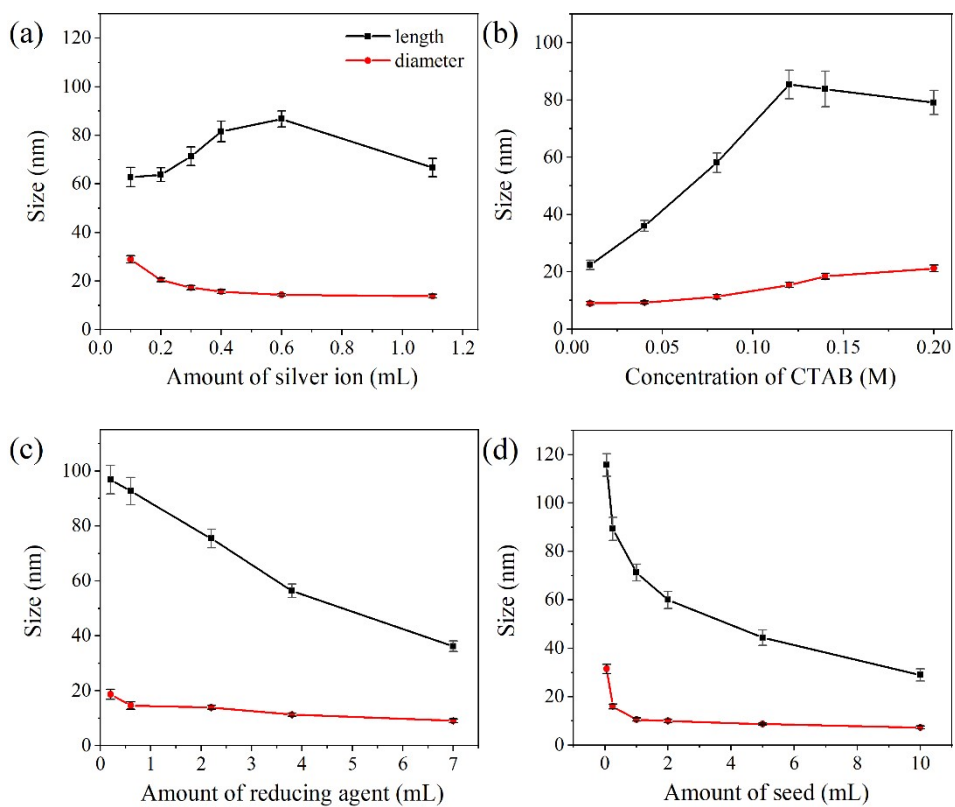 (a)
120
100
80
60
40
20
0
Size (nm)
length
diameter
0.0 0.2 0.4 0.6 0.8 1.0 1.2
Amount of silver ion (mL)
(b)
100
80
60
40
20
0
Size (nm)
0.00 0.05 0.10 0.15 0.20
Concentration of CTAB (M)
(c)
100
80
60
40
20
0
Size (nm)
0 1 2 3 4 5 6 7
Amount of reducing agent (mL)
(d)
120
100
80
60
40
20
0
Size (nm)
0 2 4 6 8 10
Amount of seed (mL)